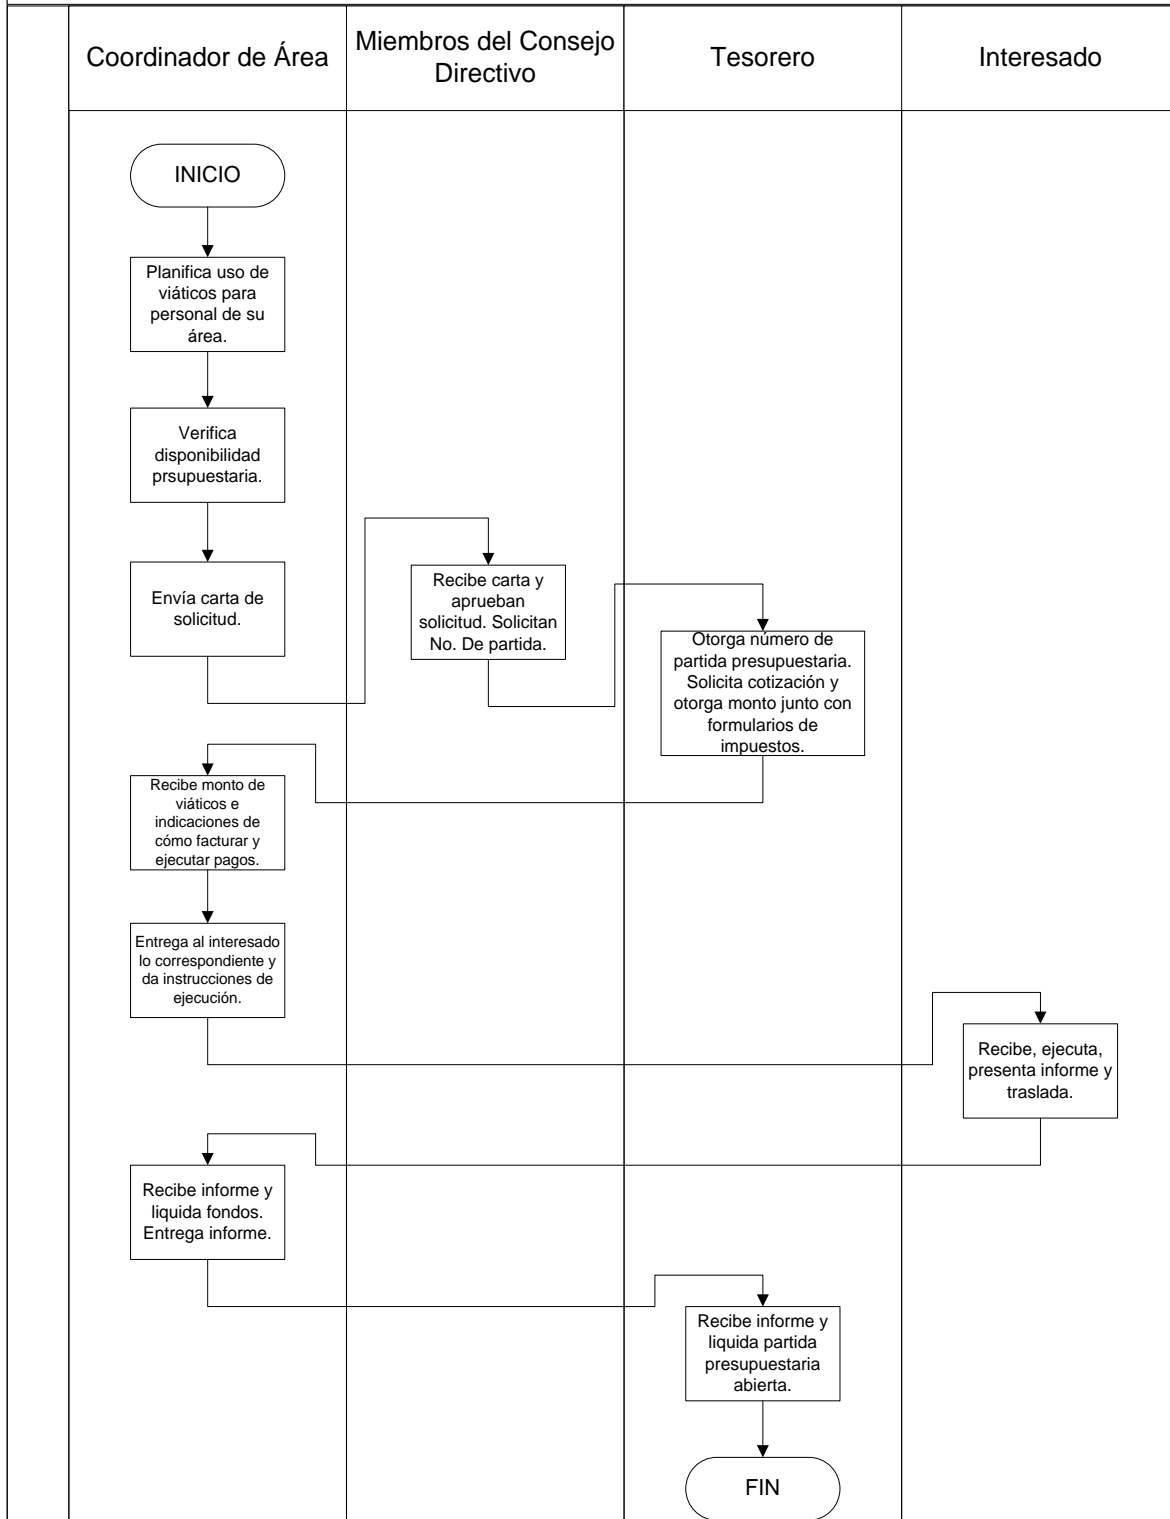 Coordinador de Área
Miembros del Consejo
Directivo
Tesorero
Interesado
INICIO
Planifica uso de
viáticos para
personal de su
área.
Verifica
disponibilidad
prsupuestaria.
Envía carta de
solicitud.
Recibe carta y
aprueban
solicitud. Solicitan
No. De partida.
Otorga número de
partida presupuestaria.
Solicita cotización y
otorga monto junto con
formularios de
impuestos.
Recibe monto de
viáticos e
indicaciones de
cómo facturar y
ejecutar pagos.
Entrega al interesado
lo correspondiente y
da instrucciones de
ejecución.
Recibe, ejecuta,
presenta informe y
traslada.
Recibe informe y
liquida fondos.
Entrega informe.
Recibe informe y
liquida partida
presupuestaria
abierta.
FIN